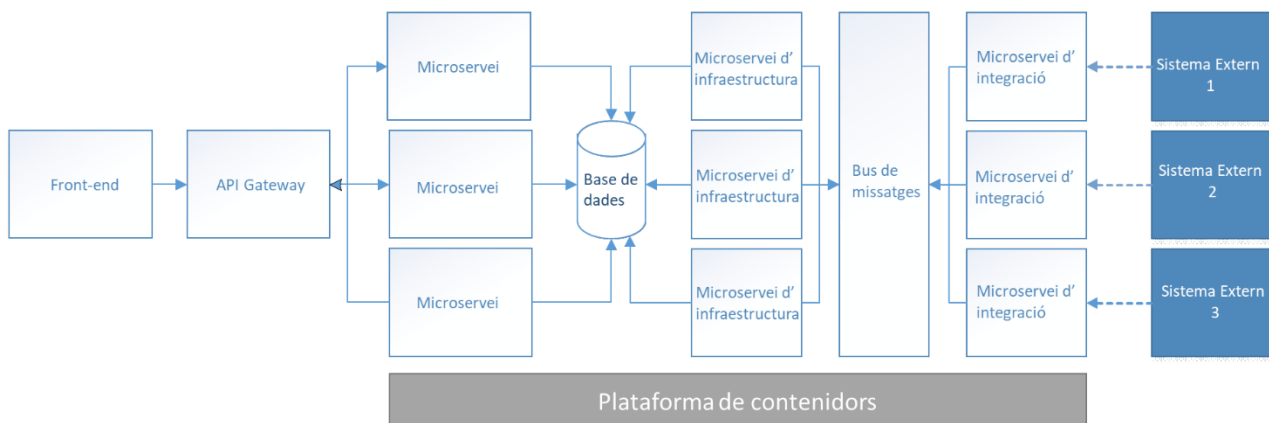 Front-end
API Gateway
Microservei
Microservei
Microservei
Base de
dades
Microservei d'
infraestructura
Microservei d'
infraestructura
Microservei d'
infraestructura
Bus de
missatges
Microservei d'
integració
Microservei d'
integració
Microservei d'
integració
Sistema Extern
1
Sistema Extern
2
Sistema Extern
3
Plataforma de contenidors